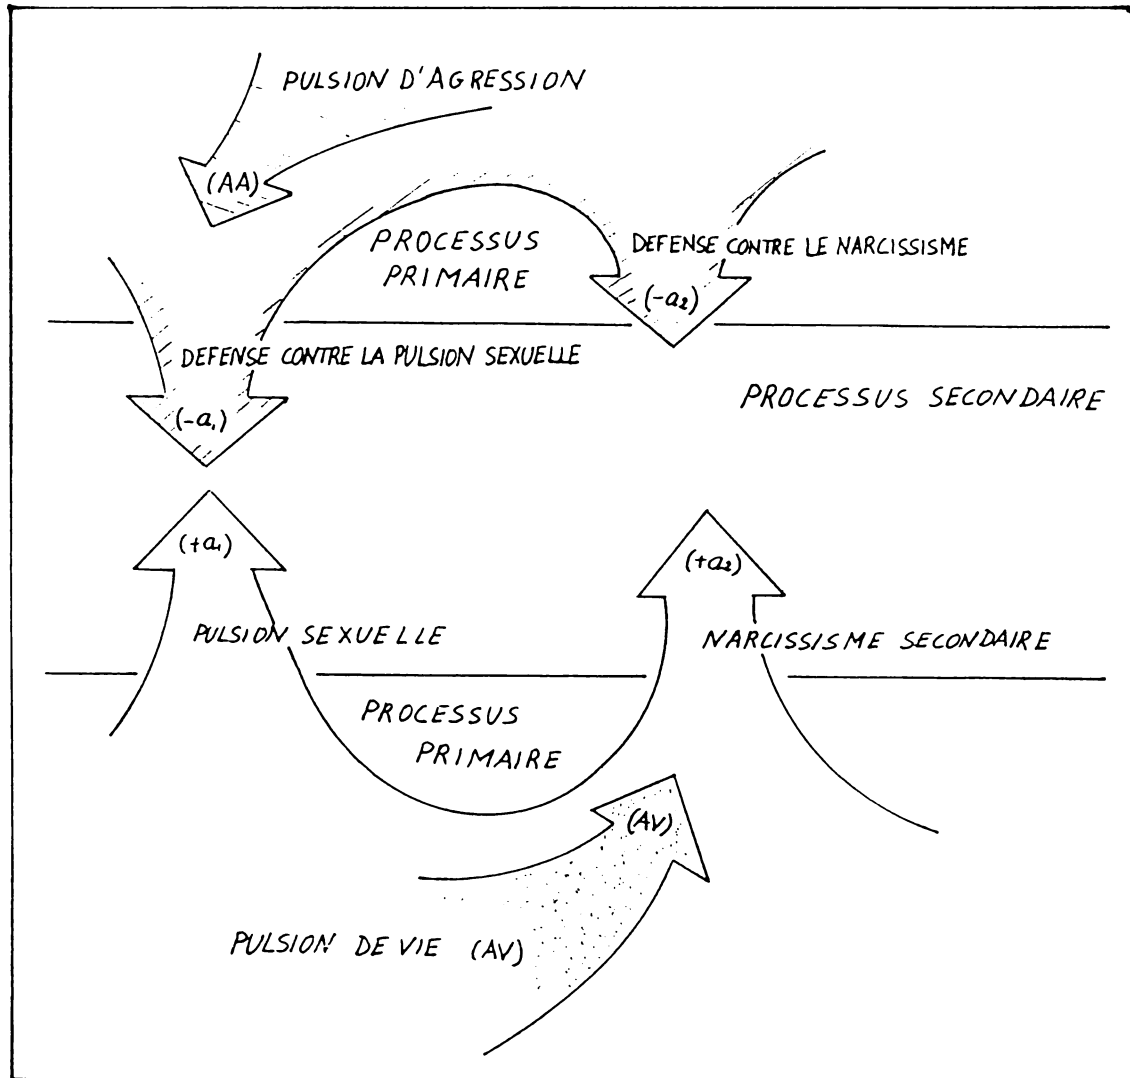 PULSION D'AGRESSION
(AA)
PROCESSUS
PRIMAIRE
DEFENSE CONTRE LE NARCISSISME
(-a₂)
DEFENSE CONTRE LA PULSION SEXUELLE
PROCESSUS SECONDAIRE
(-a₁)
(+a₁)
(+a₂)
PULSION SEXUELLE
NARCISSISME SECONDAIRE
PROCESSUS
PRIMAIRE
(AV)
PULSION DE VIE (AV)